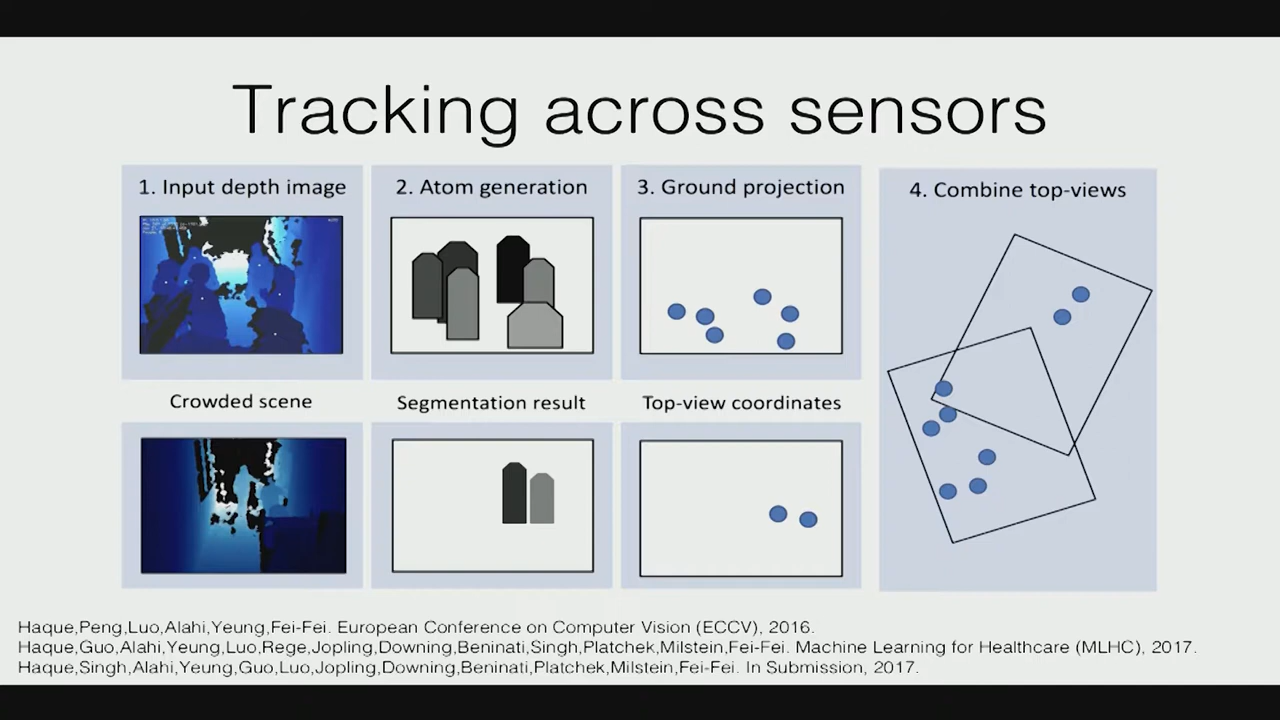 Tracking across sensors
1. Input depth image
2. Atom generation
3. Ground projection
4. Combine top-views
Crowded scene
Segmentation result
Top-view coordinates
Haque,Peng,Luo,Alahi,Yeung,Fei-Fei. European Conference on Computer Vision (ECCV), 2016.
Haque,Guo,Alahi,Yeung,Luo,Rege,Jopling,Downing,Beninati,Singh,Platchek,Milstein,Fei-Fei. Machine Learning for Healthcare (MLHC), 2017.
Haque,Singh,Alahi,Yeung,Guo,Luo,Jopling,Downing,Beninati,Platchek,Milstein,Fei-Fei. In Submission, 2017.